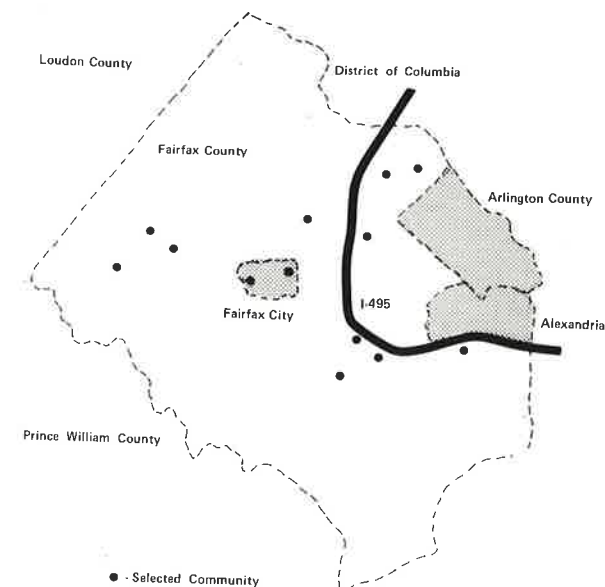 Loudon County
District of Columbia
Fairfax County
Arlington County
I-495
Fairfax City
Alexandria
Prince William County
● - Selected Community